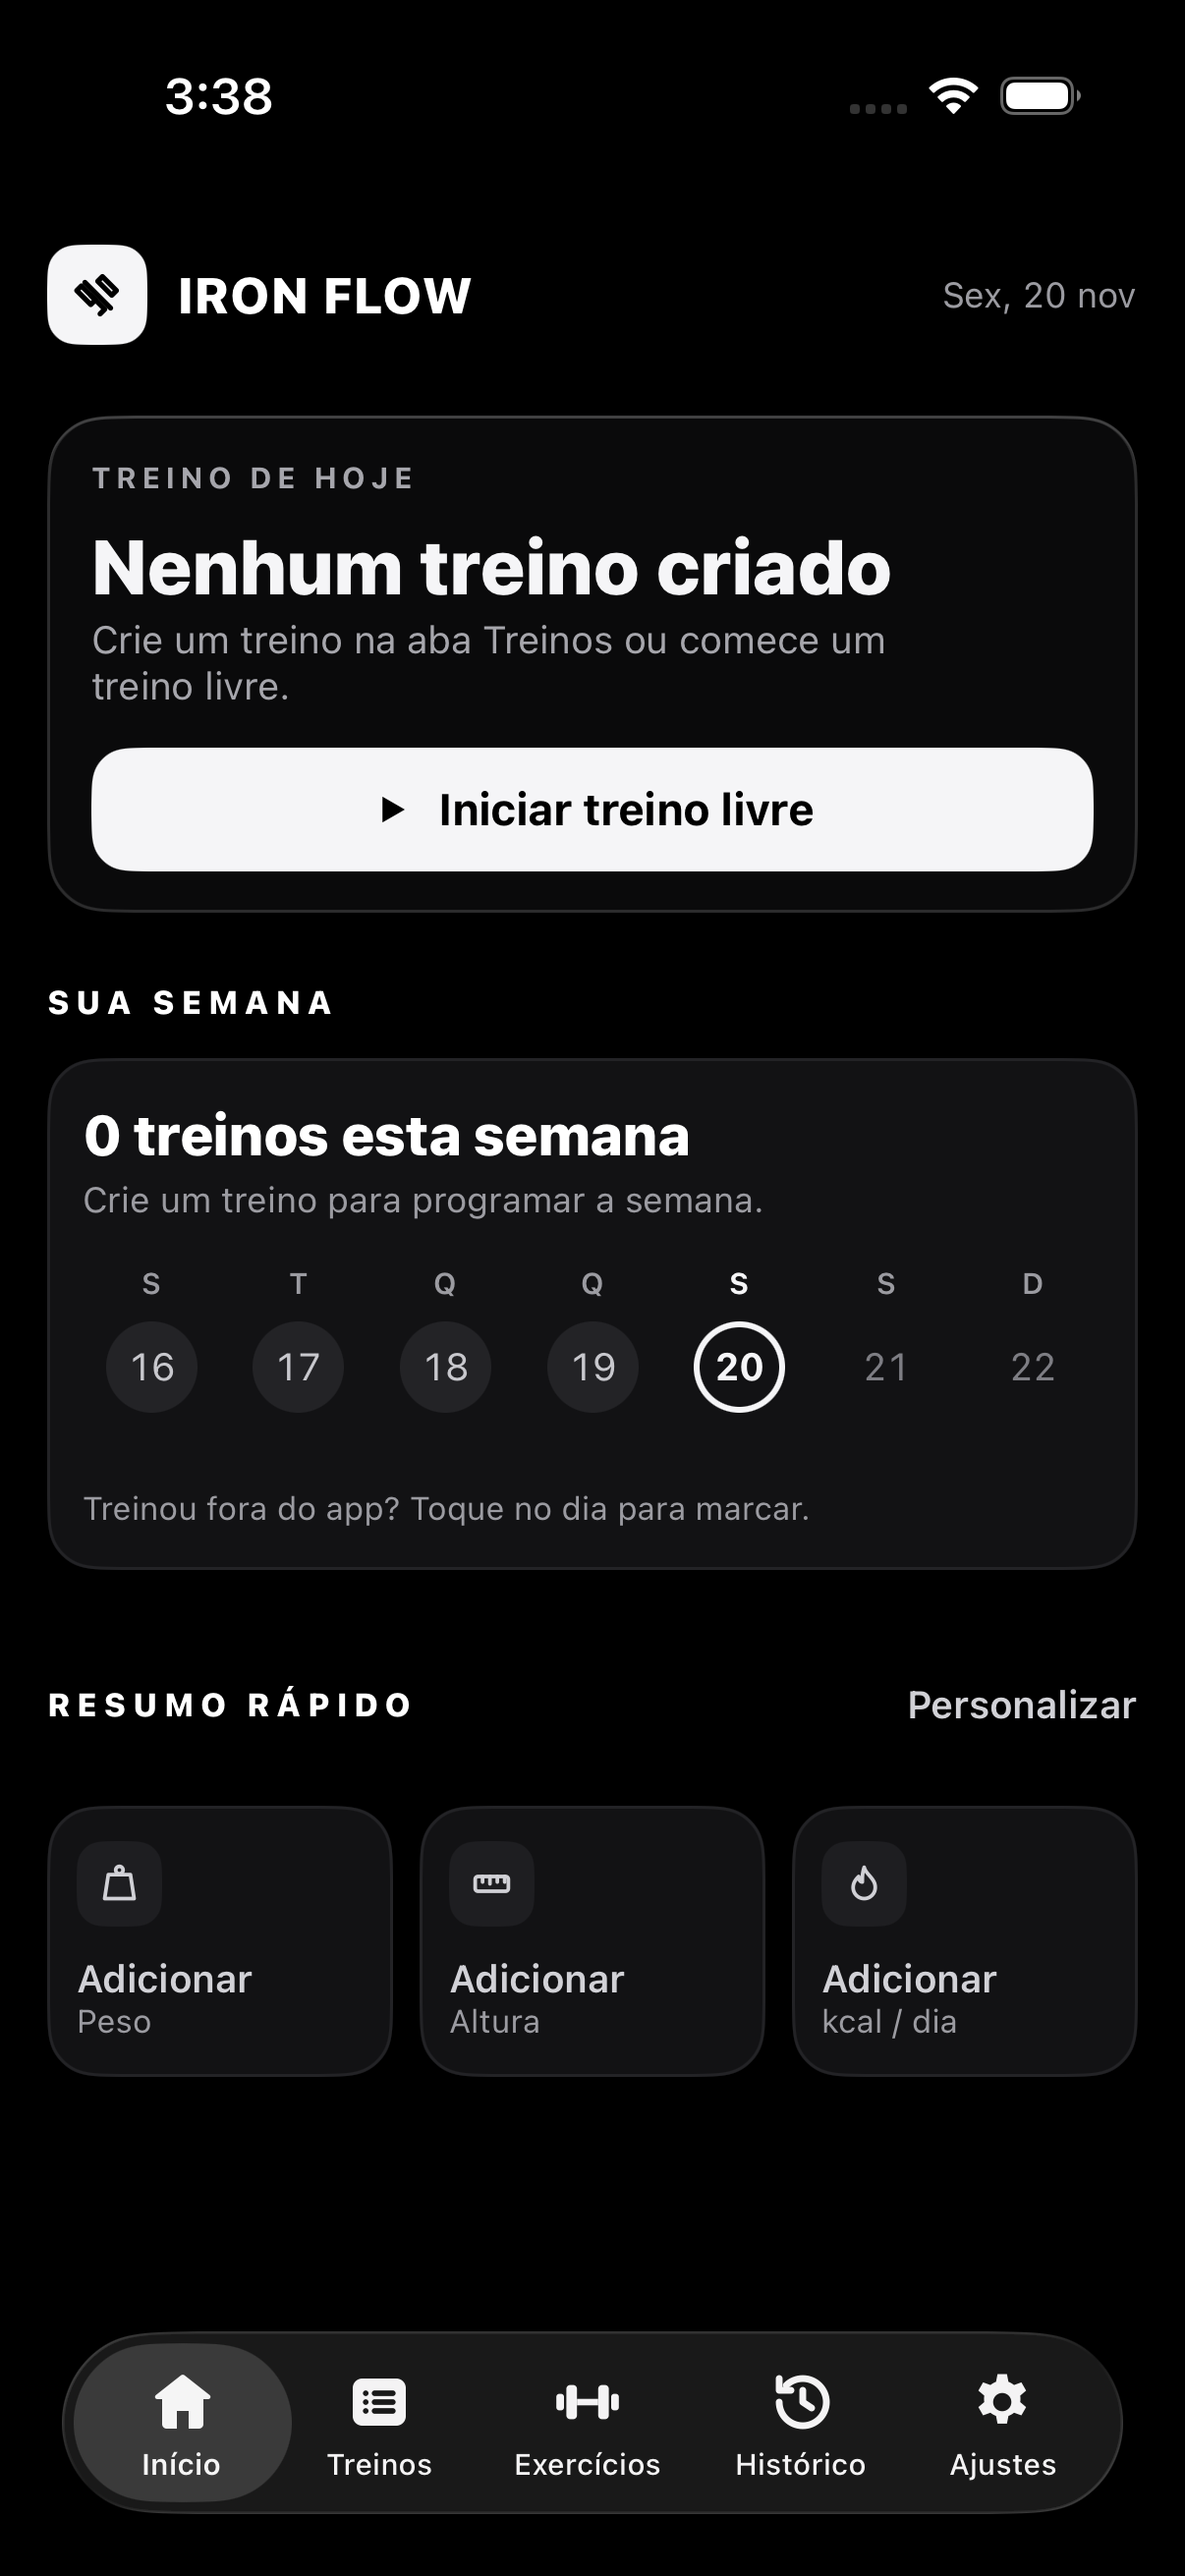 3:38
IRON FLOW
Sex, 20 nov
TREINO DE HOJE
Nenhum treino criado
Crie um treino na aba Treinos ou comece um
treino livre.
Iniciar treino livre
SUA SEMANA
0 treinos esta semana
Crie um treino para programar a semana.
S T Q Q S S D
16 17 18 19 20 21 22
Treinou fora do app? Toque no dia para marcar.
RESUMO RÁPIDO
Personalizar
Adicionar
Peso
Adicionar
Altura
Adicionar
kcal / dia
Início
Treinos
Exercícios
Histórico
Ajustes